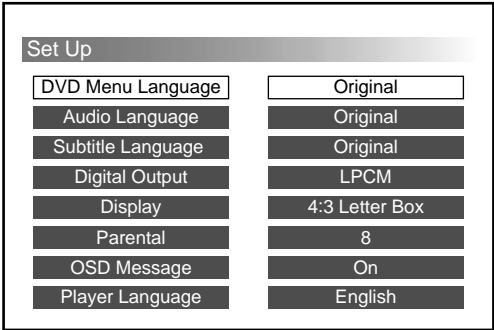 Set Up
DVD Menu Language Original
Audio Language Original
Subtitle Language Original
Digital Output LPCM
Display 4:3 Letter Box
Parental 8
OSD Message On
Player Language English